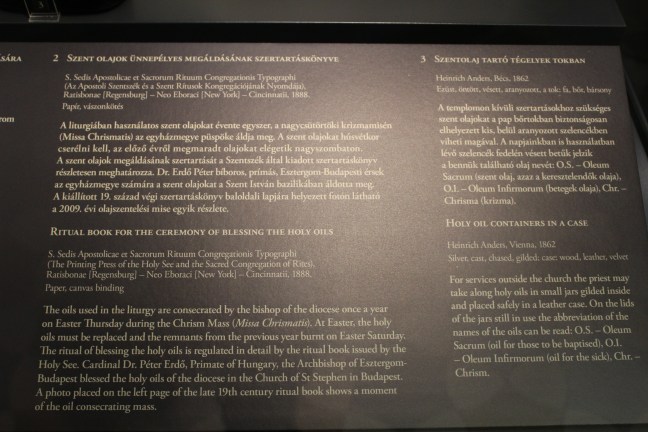 3
SÁRA
rom
2 SZENT OLAJOK ÜNNEPÉLYES MEGÁLDÁSÁNAK SZERTARTÁSKÖNYVE
S. Sedis Apostolicae et Sacrorum Rituum Congregationis Typographi
(Az Apostoli Szentszék és a Szent Rítusok Kongregációjának Nyomdája),
Ratisbonae [Regensburg] – Neo Eboraci [New York] – Cincinnatii, 1888.
Papír, vászonkötés
A liturgiában használatos szent olajokat évente egyszer, a nagycsütörtöki krizmamisén
(Missa Chrismatis) az egyházmegye püspöke áldja meg. A szent olajokat húsvétkor
cserélni kell, az előző évről megmaradt olajokat elégetik nagyszombaton.
A szent olajok megáldásának szertartását a Szentszék által kiadott szertartáskönyv
részletesen meghatározza. Dr. Erdő Péter bíboros, prímás, Esztergom-Budapesti érsek
az egyházmegye számára a szent olajokat a Szent István bazilikában áldotta meg.
A kiállított 19. század végi szertartáskönyv baloldali lapjára helyezett fotón látható
a 2009. évi olajszentelési mise egyik részlete.
RITUAL BOOK FOR THE CEREMONY OF BLESSING THE HOLY OILS
S. Sedis Apostolicae et Sacrorum Rituum Congregationis Typographi
(The Printing Press of the Holy See and the Sacred Congregation of Rites),
Ratisbonae [Regensburg] – Neo Eboraci [New York] – Cincinnatii, 1888.
Paper, canvas binding
The oils used in the liturgy are consecrated by the bishop of the diocese once a year
on Easter Thursday during the Chrism Mass (Missa Chrismatis). At Easter, the holy
oils must be replaced and the remnants from the previous year burnt on Easter Saturday.
The ritual of blessing the holy oils is regulated in detail by the ritual book issued by the
Holy See. Cardinal Dr. Péter Erdő, Primate of Hungary, the Archbishop of Esztergom-
Budapest blessed the holy oils of the diocese in the Church of St Stephen in Budapest.
A photo placed on the left page of the late 19th century ritual book shows a moment
of the oil consecrating mass.
3 SZENTOLAJ TARTÓ TÉGELYEK TOKBAN
Heinrich Anders, Bécs, 1862
Ezüst, öntött, vésett, aranyozott, a tok: fa, bőr, bársony
A templomon kívüli szertartásokhoz szükséges
szent olajokat a pap bőrtokban biztonságosan
elhelyezett kis, belül aranyozott szelencékben
viheti magával. A napjainkban is használatban
lévő szelencék fedelén vésett betűk jelzik
a bennük található olaj nevét: O.S. – Oleum
Sacrum (szent olaj, azaz a keresztelendők olaja),
O.I. – Oleum Infirmorum (betegek olaja), Chr. –
Chrisma (krizma).
HOLY OIL CONTAINERS IN A CASE
Heinrich Anders, Vienna, 1862
Silver, cast, chased, gilded: case: wood, leather, velvet
For services outside the church the priest may
take along holy oils in small jars gilded inside
and placed safely in a leather case. On the lids
of the jars still in use the abbreviation of the
names of the oils can be read: O.S. – Oleum
Sacrum (oil for those to be baptised), O.I.
– Oleum Infirmorum (oil for the sick), Chr. –
Chrism.